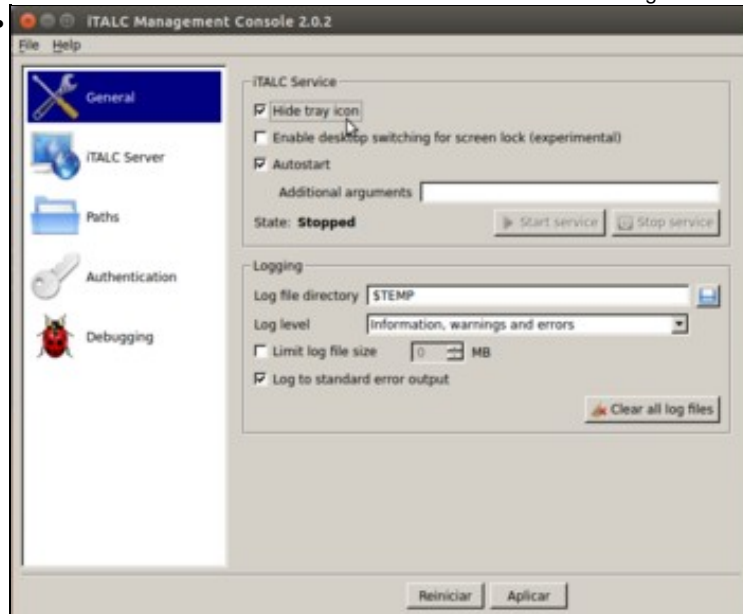 iTALC Management Console 2.0.2
File Help
General
iTALC Server
Paths
Authentication
Debugging
iTALC Service
Hide tray icon
Enable desktop switching for screen lock (experimental)
Autostart
Additional arguments
State: Stopped
Start service
Stop service
Logging
Log file directory $TEMP
Log level Information, warnings and errors
Limit log file size 0 MB
Log to standard error output
Clear all log files
Reiniciar Aplicar